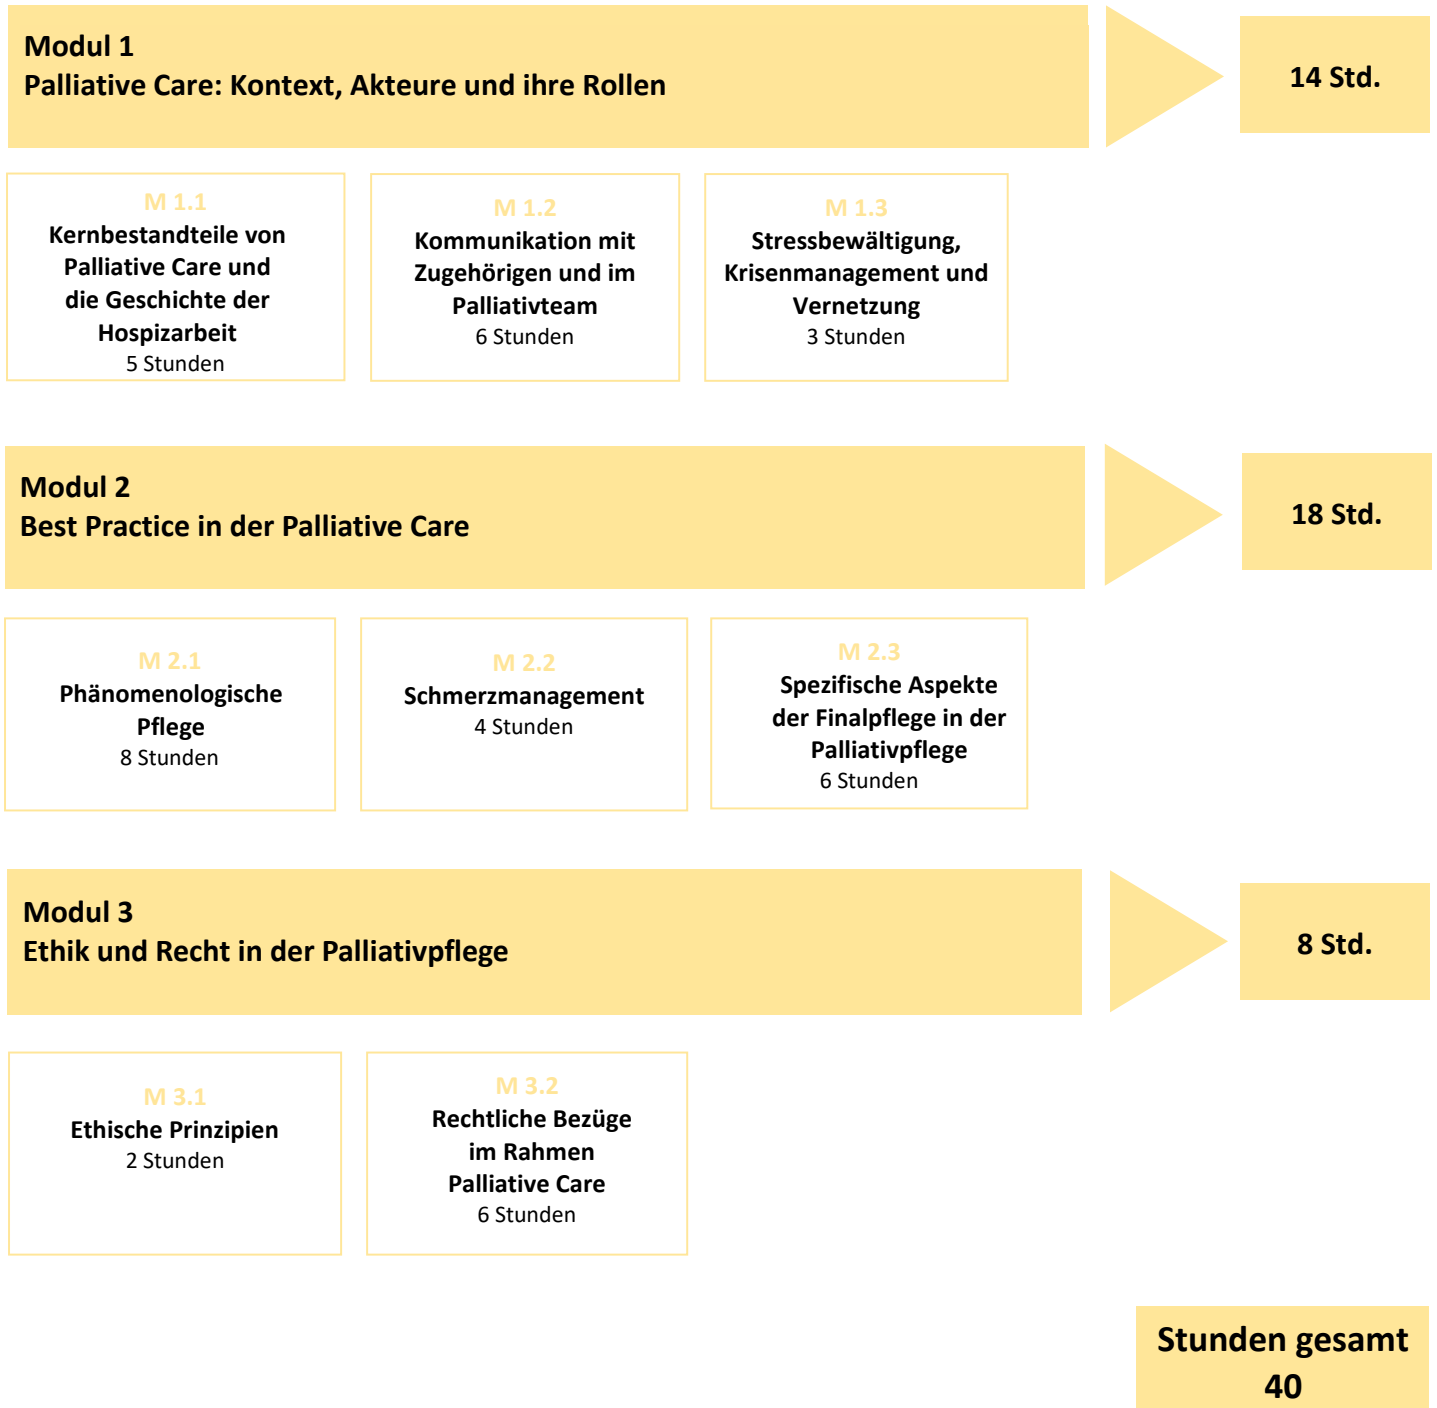 Modul 1
Palliative Care: Kontext, Akteure und ihre Rollen
14 Std.
M 1.1
Kernbestandteile von
Palliative Care und
die Geschichte der
Hospizarbeit
5 Stunden
M 1.2
Kommunikation mit
Zugehörigen und im
Palliativteam
6 Stunden
M 1.3
Stressbewältigung,
Krisenmanagement und
Vernetzung
3 Stunden
Modul 2
Best Practice in der Palliative Care
18 Std.
M 2.1
Phänomenologische
Pflege
8 Stunden
M 2.2
Schmerzmanagement
4 Stunden
M 2.3
Spezifische Aspekte
der Finalpflege in der
Palliativpflege
6 Stunden
Modul 3
Ethik und Recht in der Palliativpflege
8 Std.
M 3.1
Ethische Prinzipien
2 Stunden
M 3.2
Rechtliche Bezüge
im Rahmen
Palliative Care
6 Stunden
Stunden gesamt
40